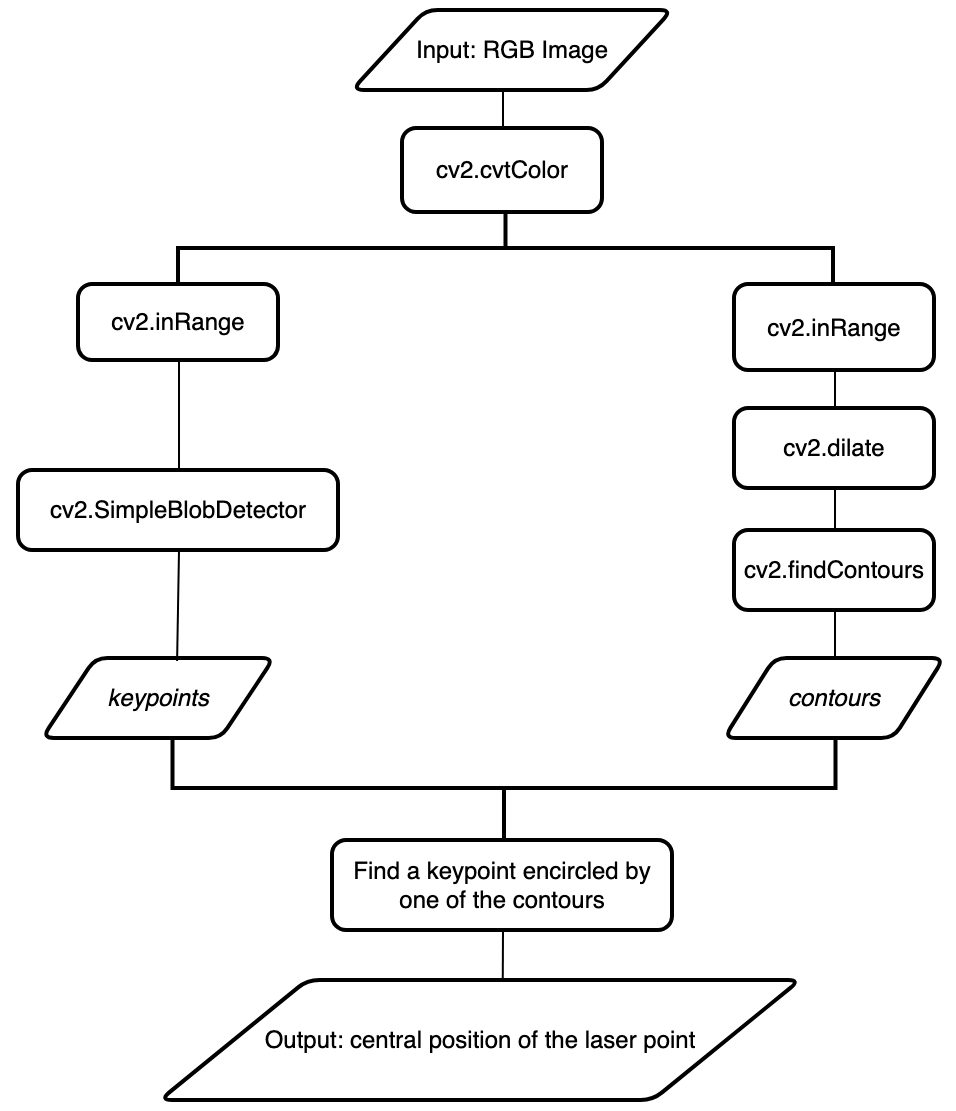 Input: RGB Image
cv2.cvtColor
cv2.inRange
cv2.SimpleBlobDetector
keypoints
cv2.inRange
cv2.dilate
cv2.findContours
contours
Find a keypoint encircled by
one of the contours
Output: central position of the laser point